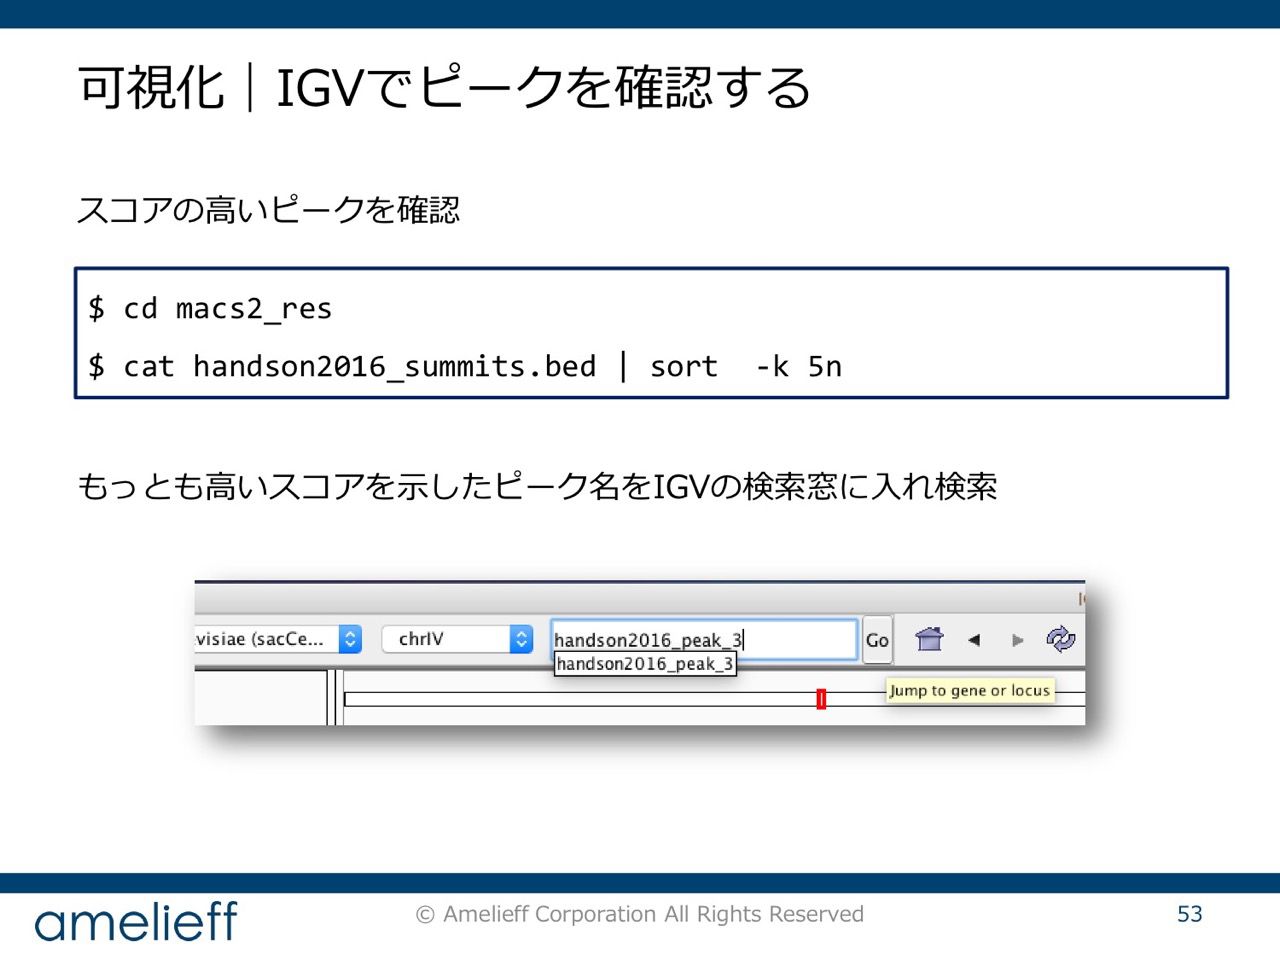 可視化｜IGVでピークを確認する
スコアの高いピークを確認
$ cd macs2_res
$ cat handson2016_summits.bed | sort  -k 5n
もっとも高いスコアを示したピーク名をIGVの検索窓に入れ検索
visiae (sacCe...
chrIV
handson2016_peak_3
Go
handson2016_peak_3
Jump to gene or locus
amelieff
© Amelieff Corporation All Rights Reserved
53